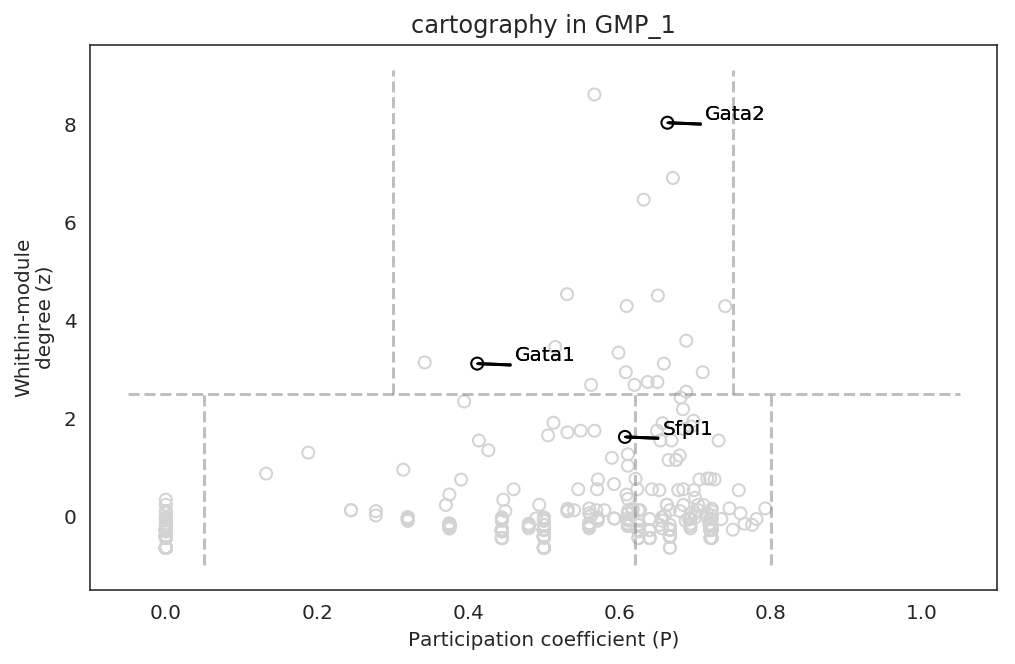 cartography in GMP_1
Gata2
Gata1
Sfpi1
8
6
4
2
0
Whithin-module
degree (z)
0.0 0.2 0.4 0.6 0.8 1.0
Participation coefficient (P)